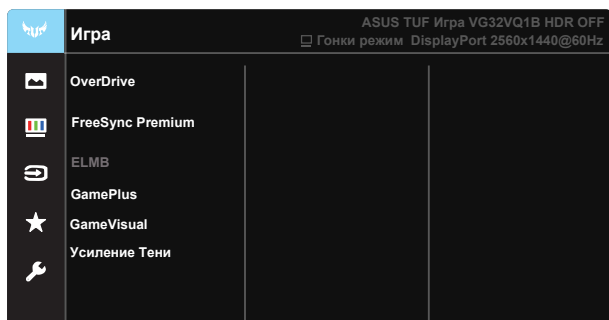 Игра
ASUS TUF Игра VG32VQ1B HDR OFF
Гонки режим DisplayPort 2560x1440@60Hz
OverDrive
FreeSync Premium
ELMB
GamePlus
GameVisual
Усиление Тени